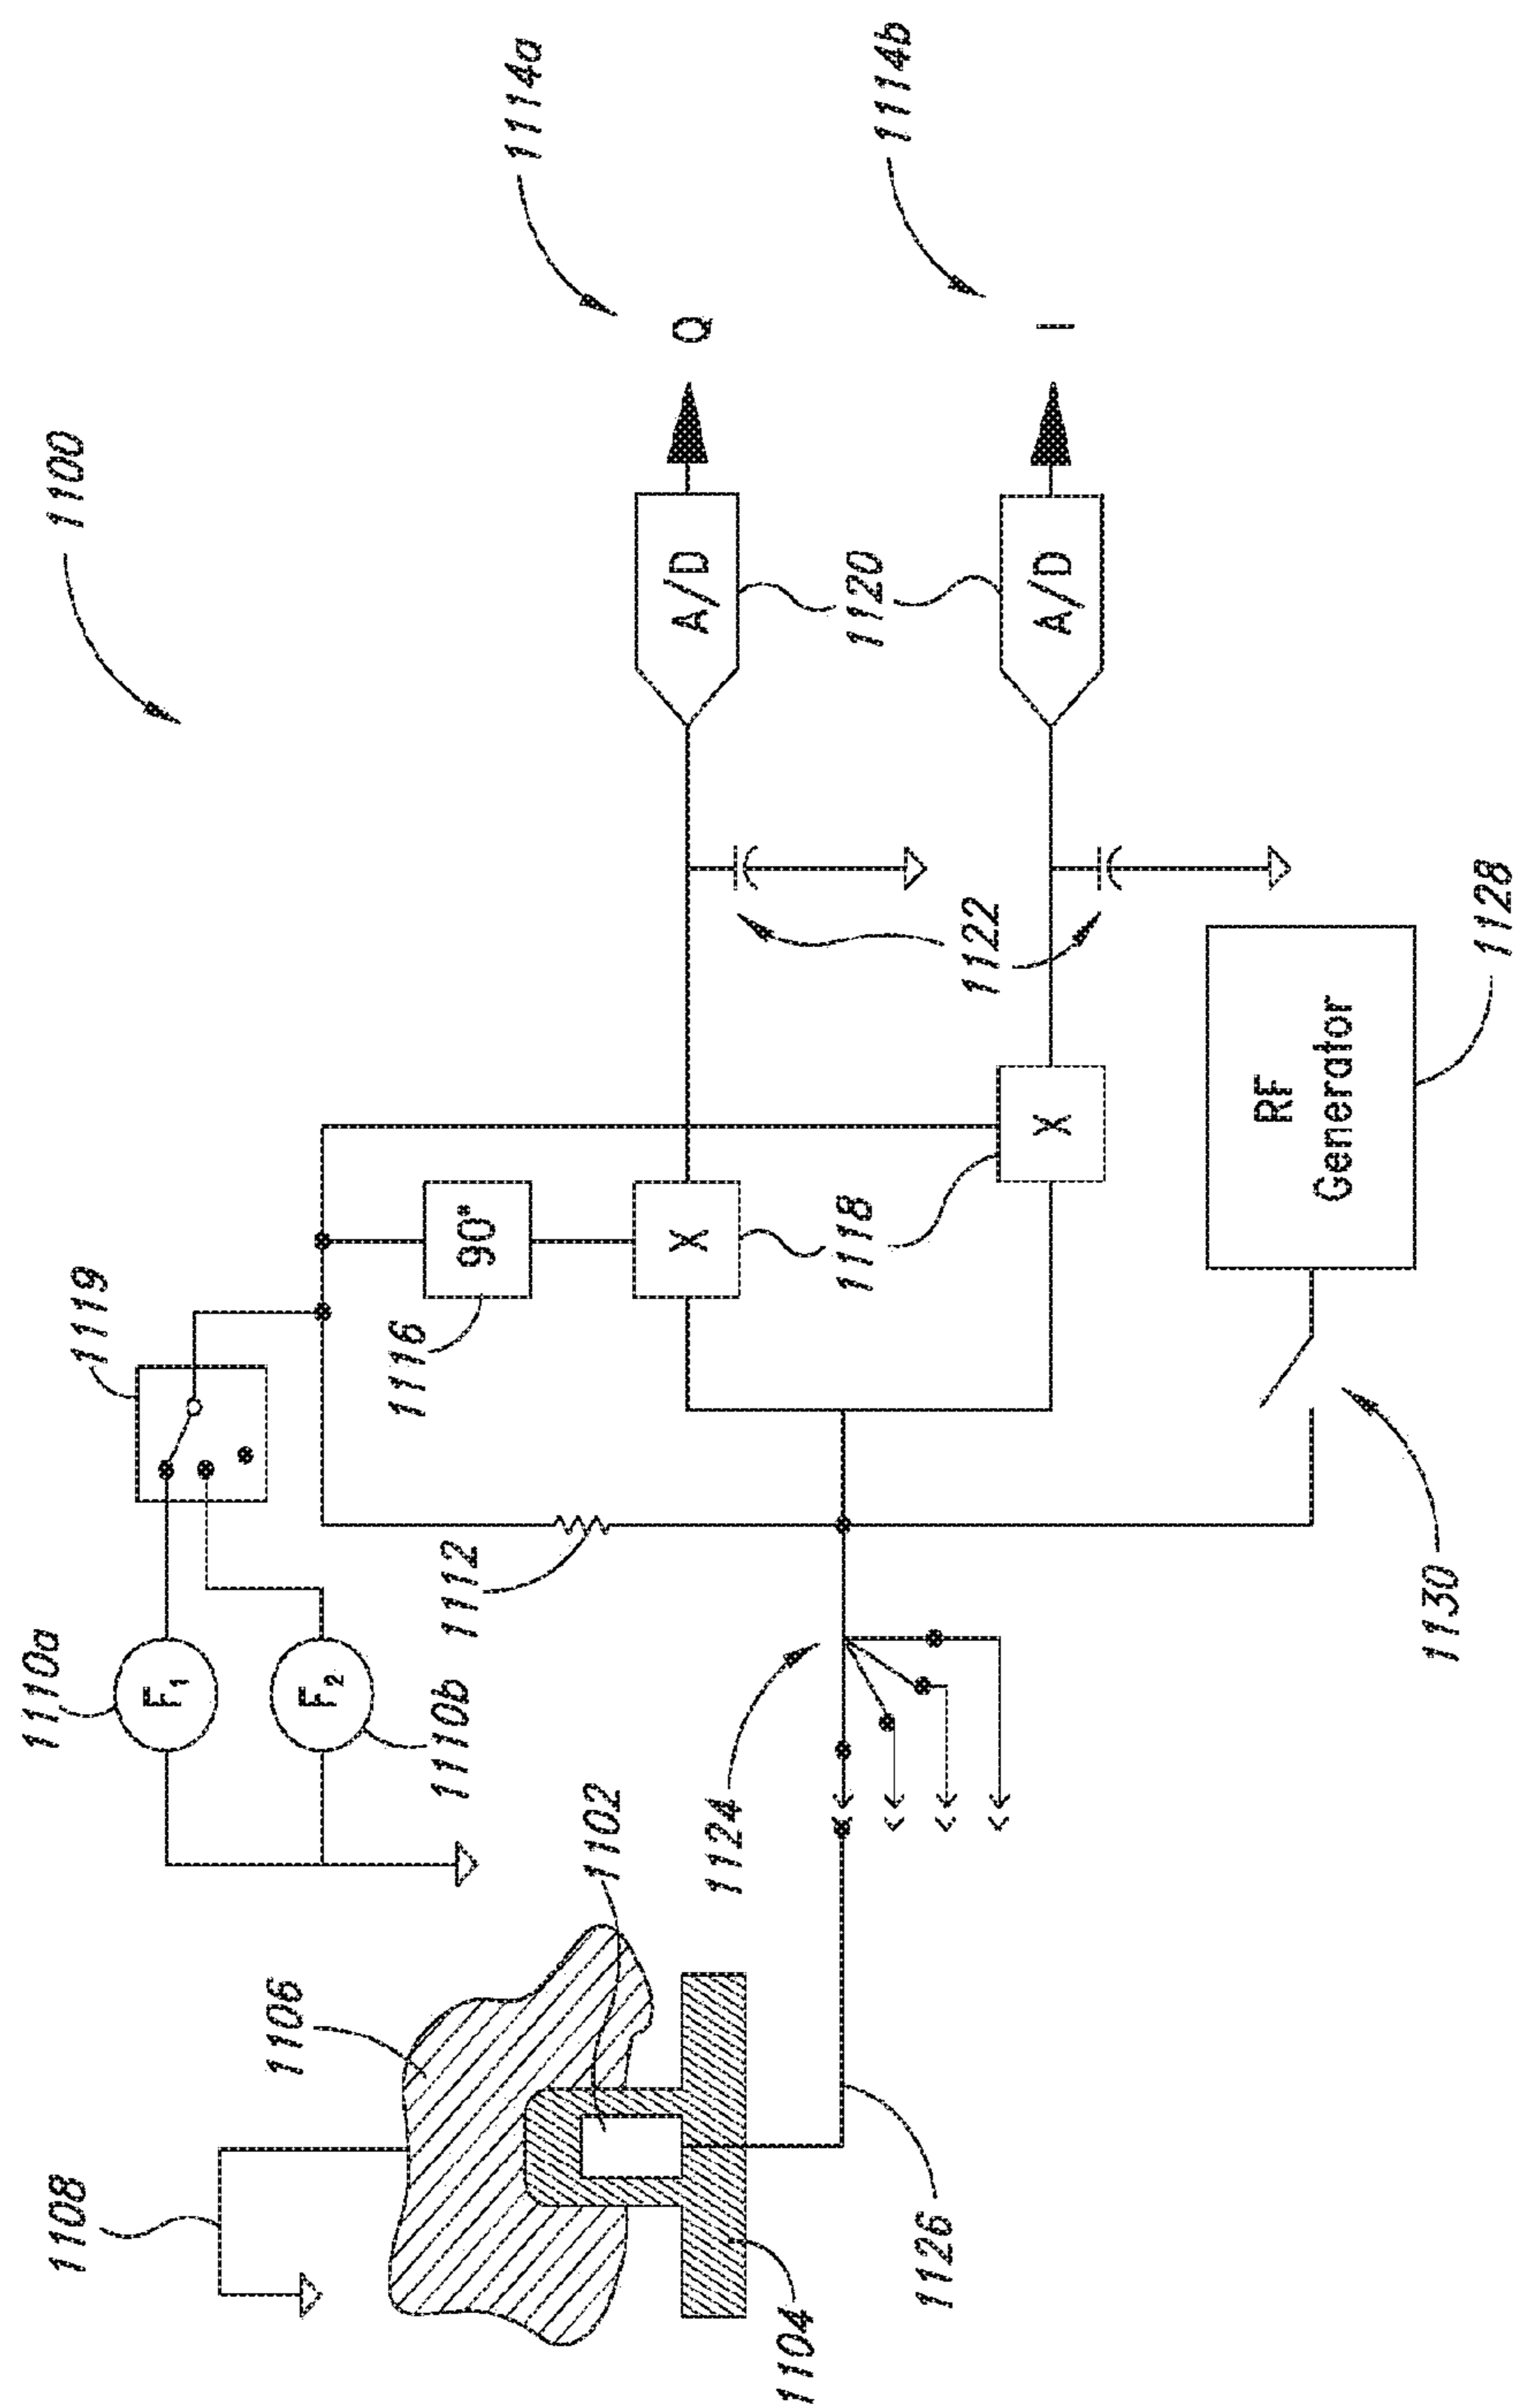 1100
1108
1106
1110a
F₁
1119
F₂
1110b
1102
1112
1116
90°
1114a
Q
A/D
X
1118
X
1120
A/D
I
1114b
1122
1104
1124
1126
1130
RF
Generator
1128